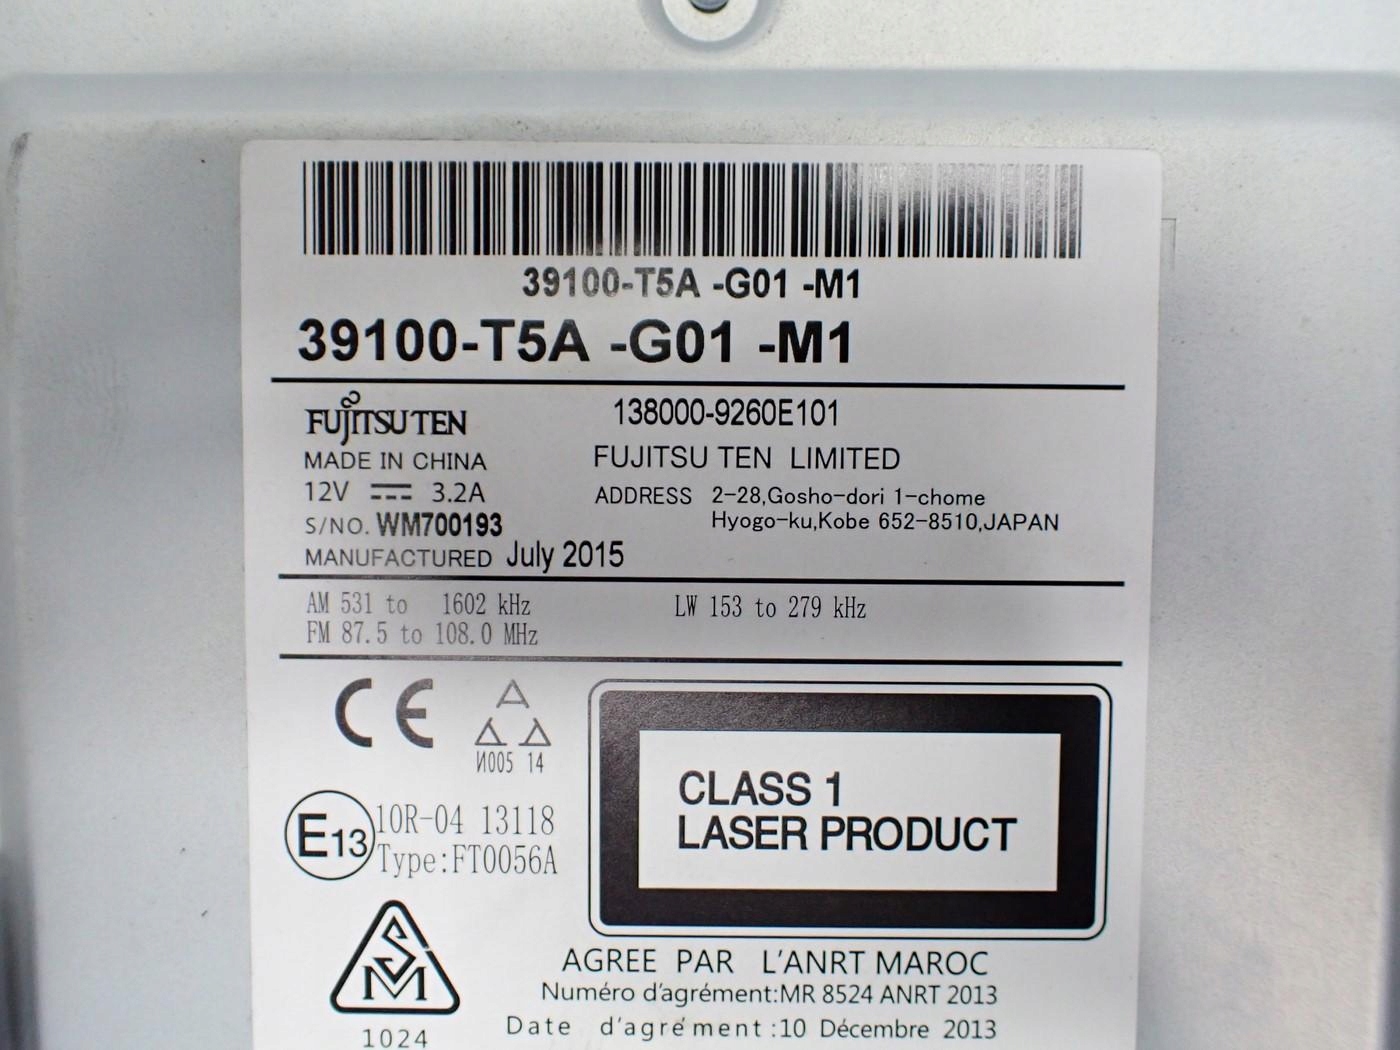 39100-T5A -G01 -M1
39100-T5A -G01 -M1
FUJITSU TEN
138000-9260E101
MADE IN CHINA
FUJITSU TEN LIMITED
12V ⎓ 3.2A
ADDRESS 2-28,Gosho-dori 1-chome
S/NO. WM700193
Hyogo-ku,Kobe 652-8510,JAPAN
MANUFACTURED July 2015
AM 531 to 1602 kHz
LW 153 to 279 kHz
FM 87.5 to 108.0 MHz
CE
И005 14
CLASS 1
LASER PRODUCT
E13
10R-04 13118
Type:FT0056A
SM
1024
AGREE PAR L'ANRT MAROC
Numéro d'agrément:MR 8524 ANRT 2013
Date d'agrément :10 Décembre 2013